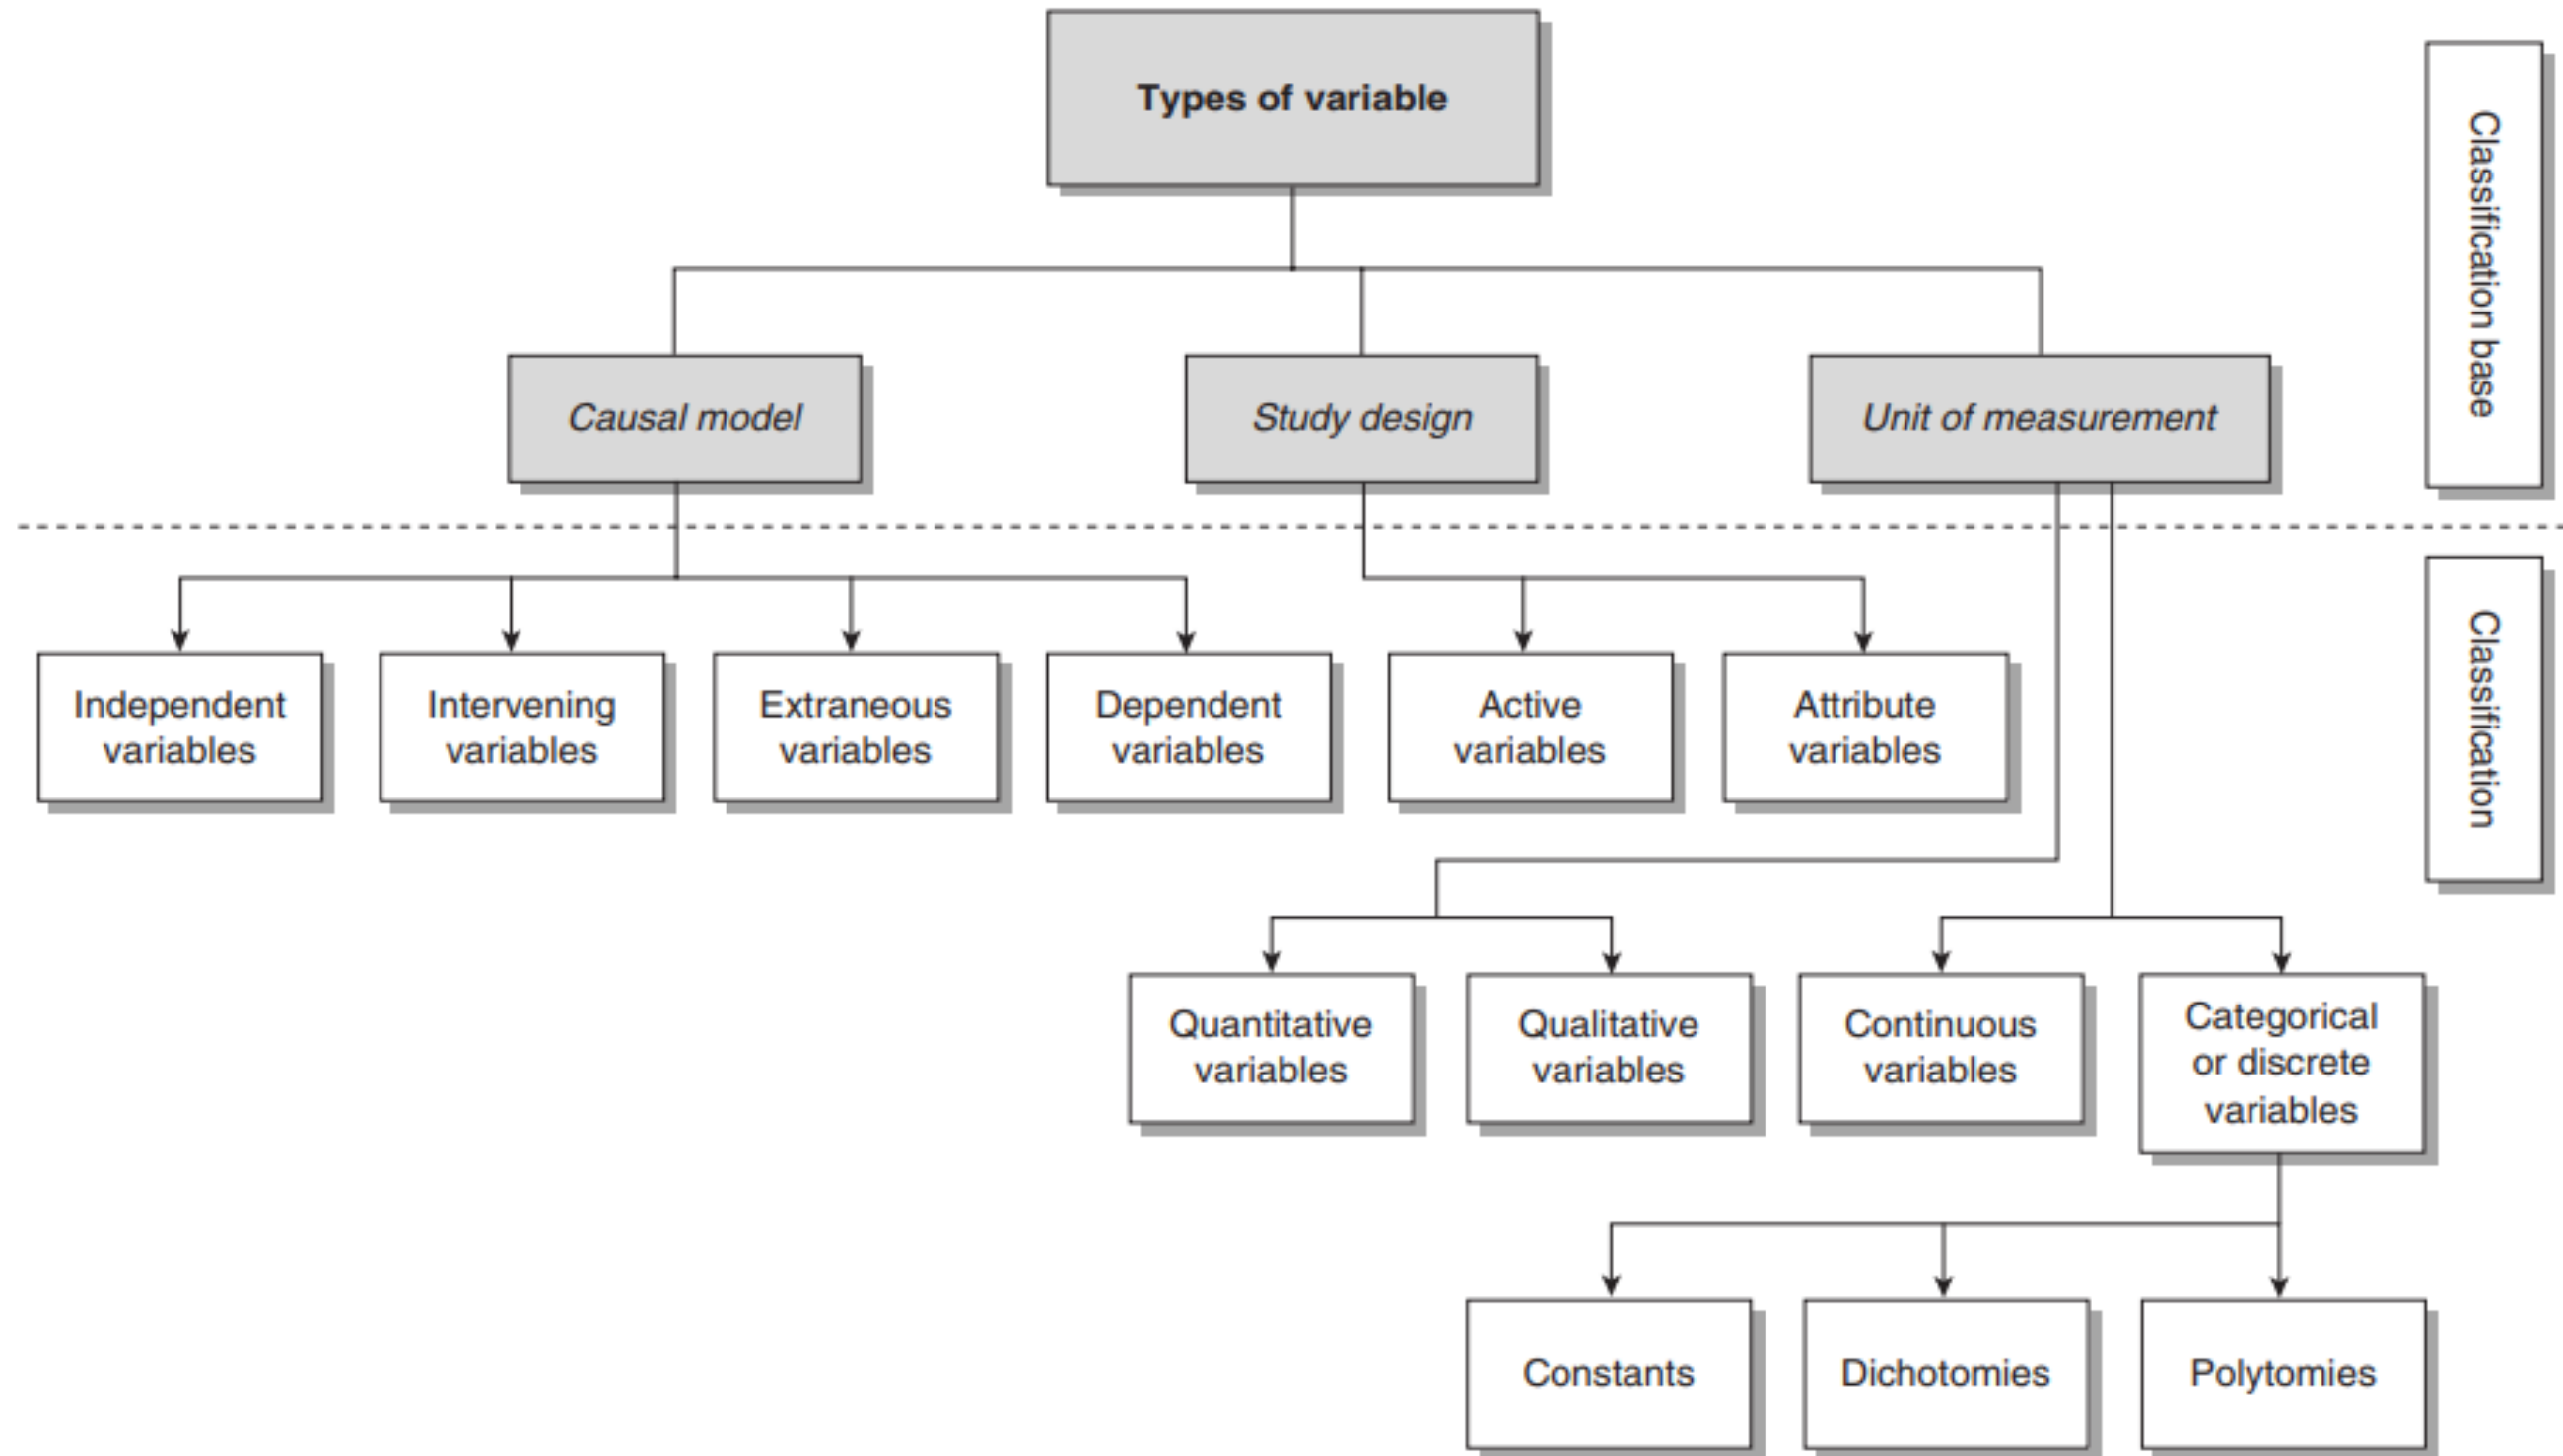 Types of variable
Classification base
Causal model
Study design
Unit of measurement
Classification
Independent
variables
Intervening
variables
Extraneous
variables
Dependent
variables
Active
variables
Attribute
variables
Quantitative
variables
Qualitative
variables
Continuous
variables
Categorical
or discrete
variables
Constants
Dichotomies
Polytomies